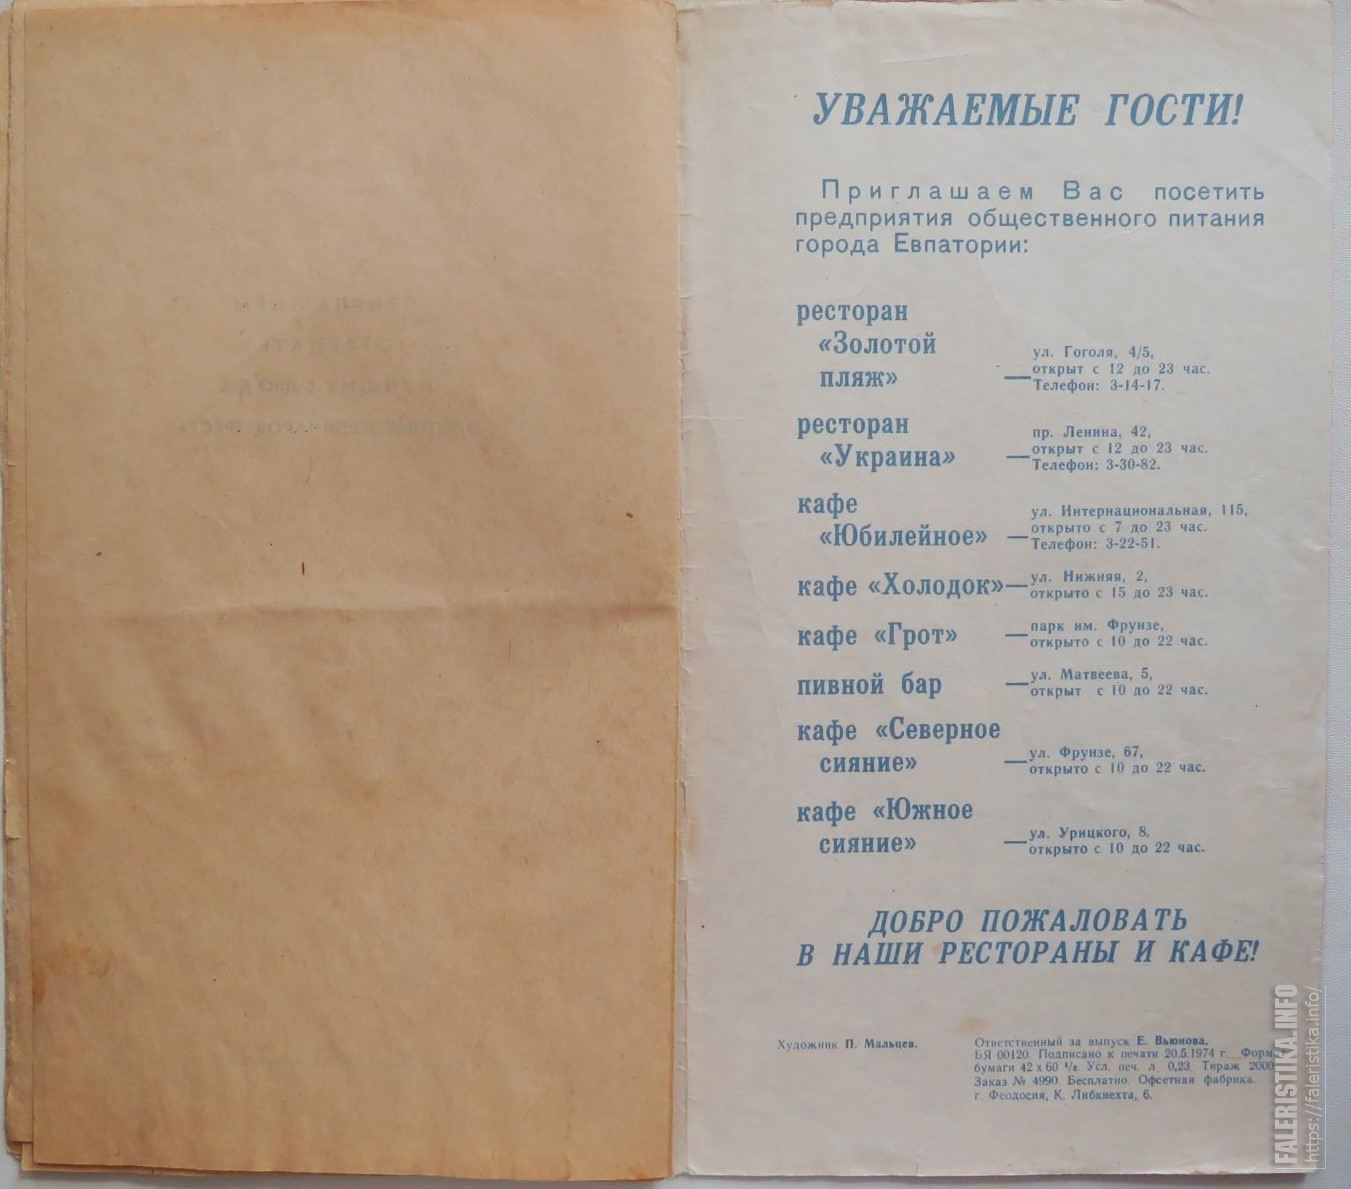 УВАЖАЕМЫЕ ГОСТИ!
Приглашаем Вас посетить
предприятия общественного питания
города Евпатории:
ресторан
«Золотой
пляж» —
ул. Гоголя, 4/5,
открыт с 12 до 23 час.
Телефон: 3-14-17.
ресторан
«Украина» —
пр. Ленина, 42,
открыт с 12 до 23 час.
Телефон: 3-30-82.
кафе
«Юбилейное» —
ул. Интернациональная, 115,
открыто с 7 до 23 час.
Телефон: 3-22-51.
кафе «Холодок» —
ул. Нижняя, 2,
открыто с 15 до 23 час.
кафе «Грот» —
парк им. Фрунзе,
открыто с 10 до 22 час.
пивной бар —
ул. Матвеева, 5,
открыт с 10 до 22 час.
кафе «Северное
сияние» —
ул. Фрунзе, 67,
открыто с 10 до 22 час.
кафе «Южное
сияние» —
ул. Урицкого, 8.
открыто с 10 до 22 час.
ДОБРО ПОЖАЛОВАТЬ
В НАШИ РЕСТОРАНЫ И КАФЕ!
Художник П. Мальцев.
Ответственный за выпуск Е. Вьюнова.
БЯ 00120. Подписано к печати 20.5.1974 г. Форма
бумаги 42 х 60 1/8. Усл. печ. л. 0,23. Тираж 2000
Заказ № 4990. Бесплатно. Офсетная фабрика.
г. Феодосия, К. Либкнехта, 6.
FALERISTIKA.INFO
https://faleristika.info/